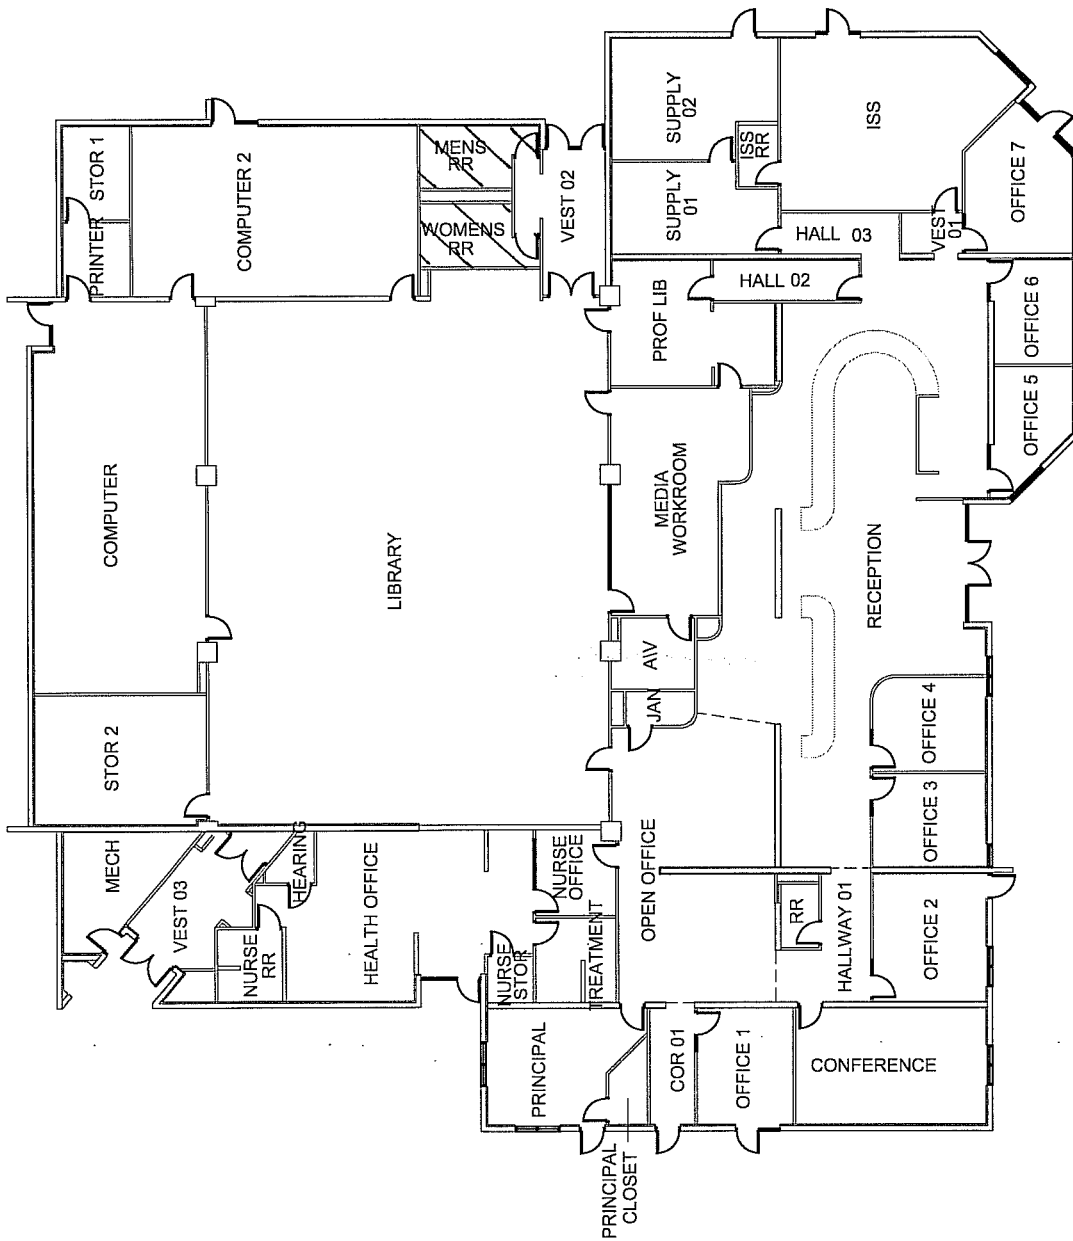 STOR 1
PRINTER
COMPUTER 2
MENS
RR
WOMENS
RR
VEST 02
SUPPLY
02
SUPPLY
01
ISS
RR
ISS
HALL 03
VEST
01
OFFICE 7
HALL 02
PROF LIB
OFFICE 6
OFFICE 5
COMPUTER
LIBRARY
MEDIA
WORKROOM
RECEPTION
A\V
JAN
STOR 2
OFFICE 4
OFFICE 3
MECH
HEARING
VEST 03
NURSE
RR
HEALTH OFFICE
NURSE
OFFICE
NURSE
STOR
TREATMENT
OPEN OFFICE
RR
HALLWAY 01
OFFICE 2
PRINCIPAL
COR 01
OFFICE 1
CONFERENCE
PRINCIPAL
CLOSET